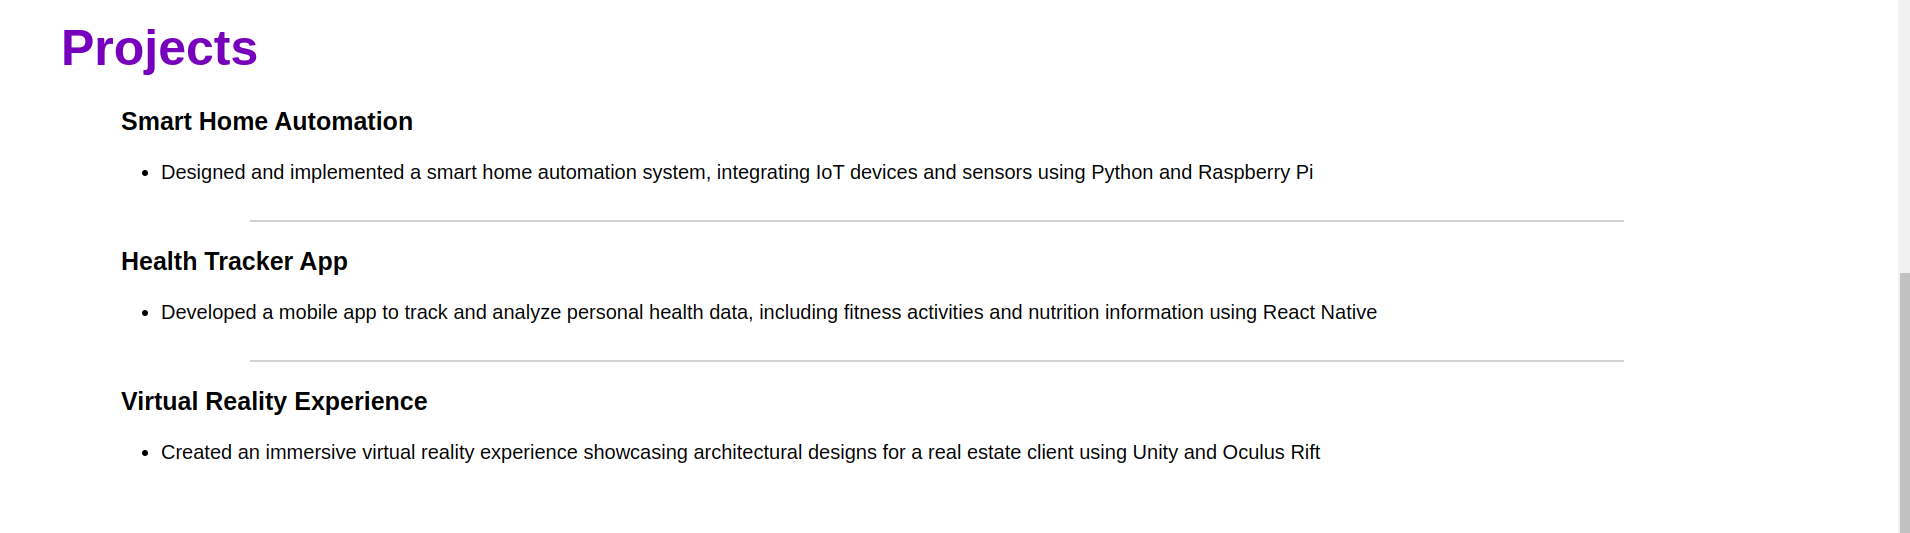 Projects
Smart Home Automation
• Designed and implemented a smart home automation system, integrating IoT devices and sensors using Python and Raspberry Pi
Health Tracker App
• Developed a mobile app to track and analyze personal health data, including fitness activities and nutrition information using React Native
Virtual Reality Experience
• Created an immersive virtual reality experience showcasing architectural designs for a real estate client using Unity and Oculus Rift